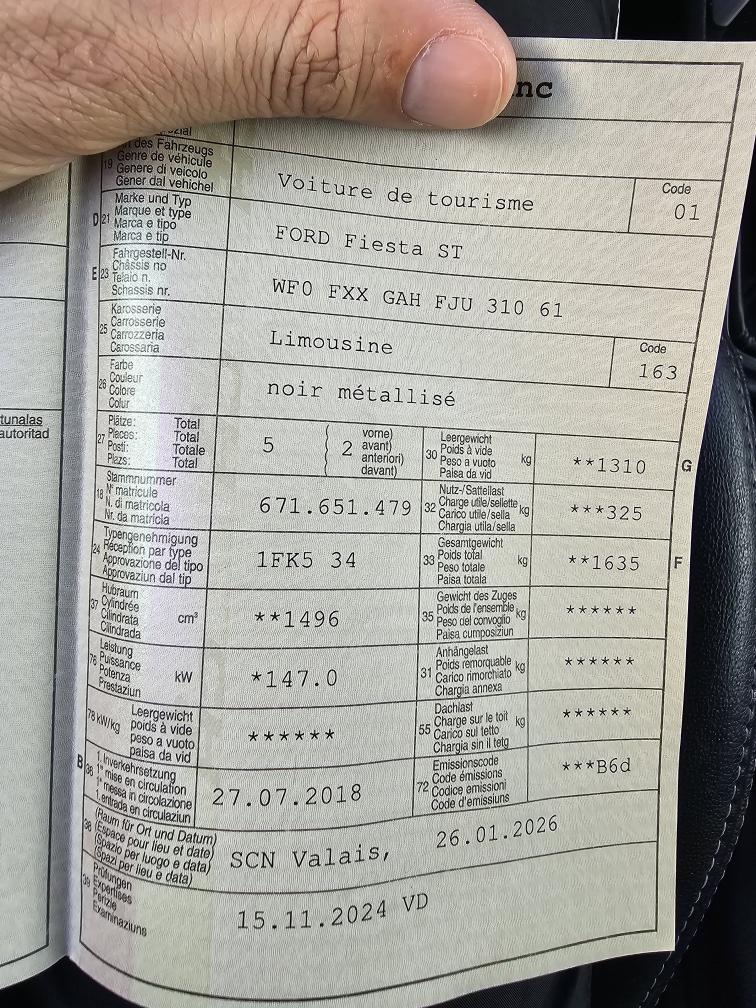 nc
Genre de véhicule
Genere di veicolo
Gener dal vehichel
19
Voiture de tourisme
Code
01
D 21
Marke und Typ
Marque et type
Marca e tipo
Marca e tip
FORD Fiesta ST
E 23
Fahrgestell-Nr.
Châssis no
Telaio n.
Schassis nr.
WF0 FXX GAH FJU 310 61
25
Karosserie
Carrosserie
Carrozzeria
Carossaria
Limousine
Code
163
26
Farbe
Couleur
Colore
Colur
noir métallisé
27
Plätze: Total
Places: Total
Posti: Totale
Plazs: Total
5
2
vorne)
avant)
anteriori)
davant)
30
Leergewicht
Poids à vide
Peso a vuoto
Paisa da vid
kg
**1310
G
18
Stammnummer
N° matricule
N. di matricola
Nr. da matricla
671.651.479
32
Nutz-/Sattellast
Charge utile/sellette
Carico utile/sella
Chargia utila/sella
kg
***325
24
Typengenehmigung
Réception par type
Approvazione del tipo
Approvaziun dal tip
1FK5 34
33
Gesamtgewicht
Poids total
Peso totale
Paisa totala
kg
**1635
F
37
Hubraum
Cylindrée
Cilindrata
Cilindrada
cm³
**1496
35
Gewicht des Zuges
Poids de l'ensemble
Peso del convoglio
Paisa cumposiziun
kg
******
76
Leistung
Puissance
Potenza
Prestaziun
kW
*147.0
31
Anhängelast
Poids remorquable
Carico rimorchiato
Chargia annexa
kg
******
78 kW/kg
Leergewicht
poids à vide
peso a vuoto
paisa da vid
******
55
Dachlast
Charge sur le toit
Carico sul tetto
Chargia sin il tetg
kg
******
B 36
1. Inverkehrsetzung
1re mise en circulation
1a messa in circolazione
1. entrada en circulaziun
27.07.2018
72
Emissionscode
Code émissions
Codice emissioni
Code d'emissiuns
***B6d
38
(Raum für Ort und Datum)
(Espace pour lieu et date)
(Spazio per luogo e data)
(Spazi per lieu e data)
SCN Valais, 26.01.2026
39
Prüfungen
Expertises
Perizie
Examinaziuns
15.11.2024 VD